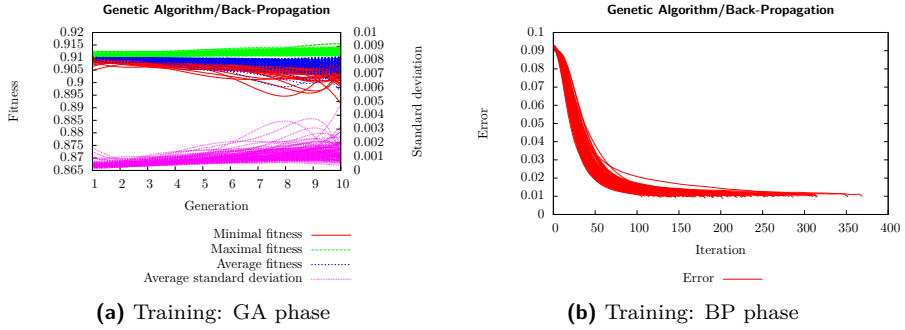 Genetic Algorithm/Back-Propagation
0.92
0.915
0.91
0.905
0.9
0.895
0.89
0.885
0.88
0.875
0.87
0.865
Fitness
0.01
0.009
0.008
0.007
0.006
0.005
0.004
0.003
0.002
0.001
0
Standard deviation
1 2 3 4 5 6 7 8 9 10
Generation
Minimal fitness
Maximal fitness
Average fitness
Average standard deviation
(a) Training: GA phase
Genetic Algorithm/Back-Propagation
0.1
0.09
0.08
0.07
0.06
0.05
0.04
0.03
0.02
0.01
0
Error
0 50 100 150 200 250 300 350 400
Iteration
Error
(b) Training: BP phase